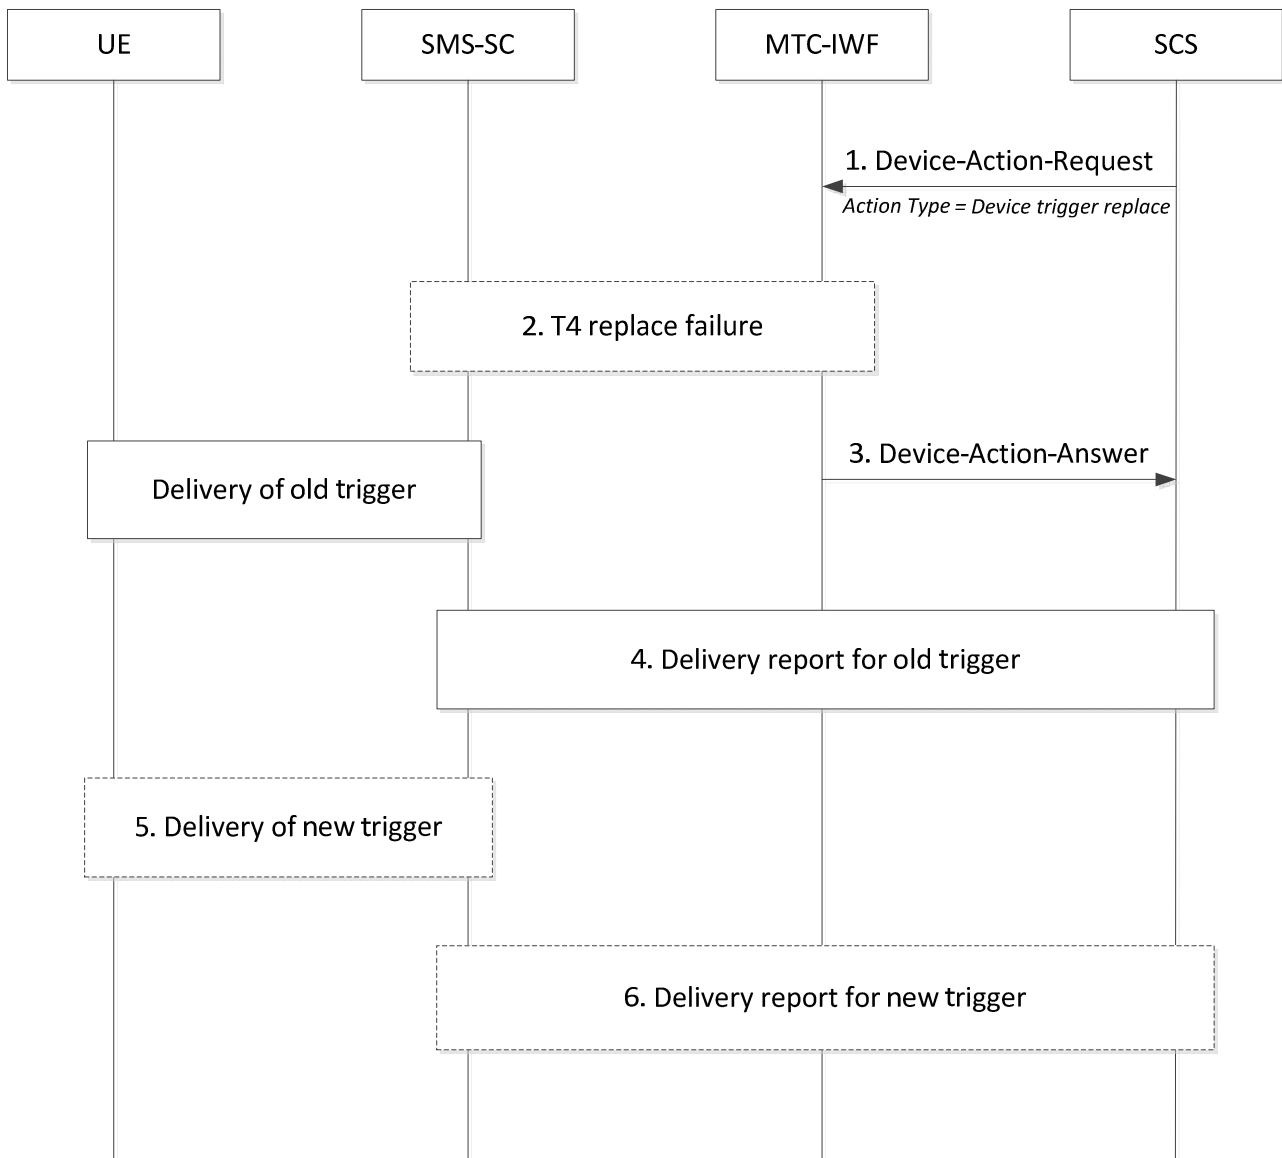 UE
SMS-SC
MTC-IWF
SCS
1. Device-Action-Request
Action Type = Device trigger replace
2. T4 replace failure
3. Device-Action-Answer
Delivery of old trigger
4. Delivery report for old trigger
5. Delivery of new trigger
6. Delivery report for new trigger